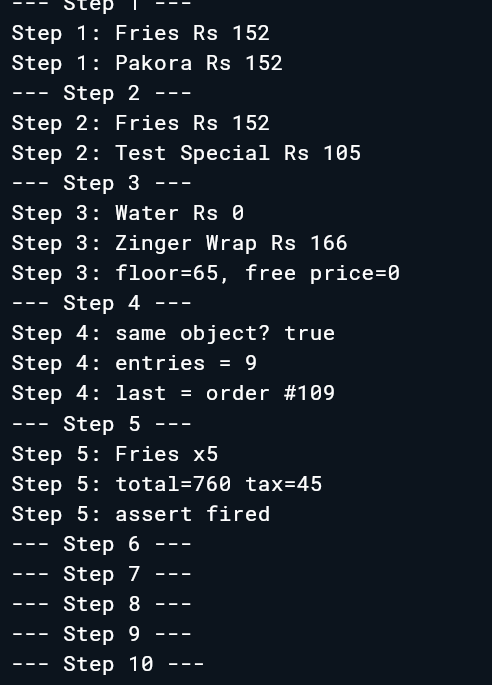 --- Step 1 ---
Step 1: Fries Rs 152
Step 1: Pakora Rs 152
--- Step 2 ---
Step 2: Fries Rs 152
Step 2: Test Special Rs 105
--- Step 3 ---
Step 3: Water Rs 0
Step 3: Zinger Wrap Rs 166
Step 3: floor=65, free price=0
--- Step 4 ---
Step 4: same object? true
Step 4: entries = 9
Step 4: last = order #109
--- Step 5 ---
Step 5: Fries x5
Step 5: total=760 tax=45
Step 5: assert fired
--- Step 6 ---
--- Step 7 ---
--- Step 8 ---
--- Step 9 ---
--- Step 10 ---